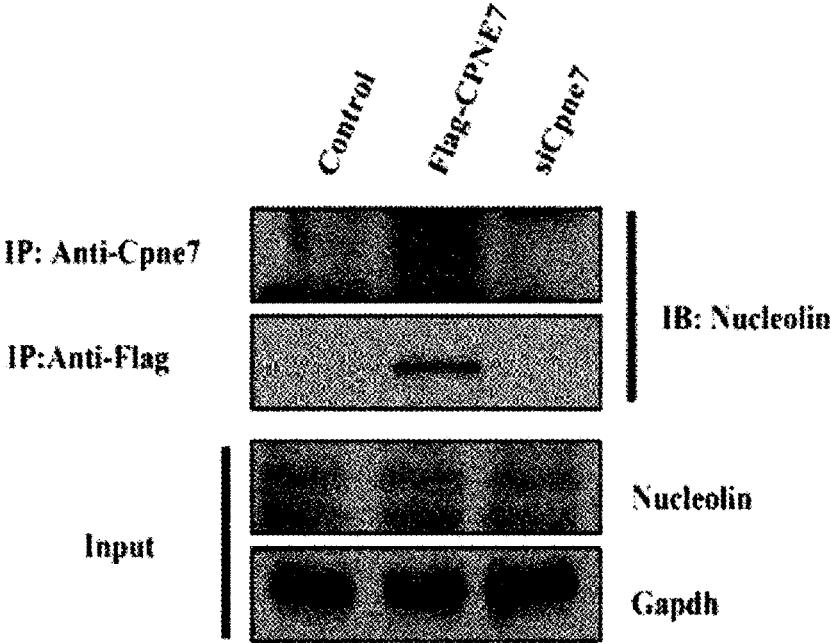 Control
Flag-CPNE7
siCpne7
IP: Anti-Cpne7
IP:Anti-Flag
IB: Nucleolin
Input
Nucleolin
Gapdh